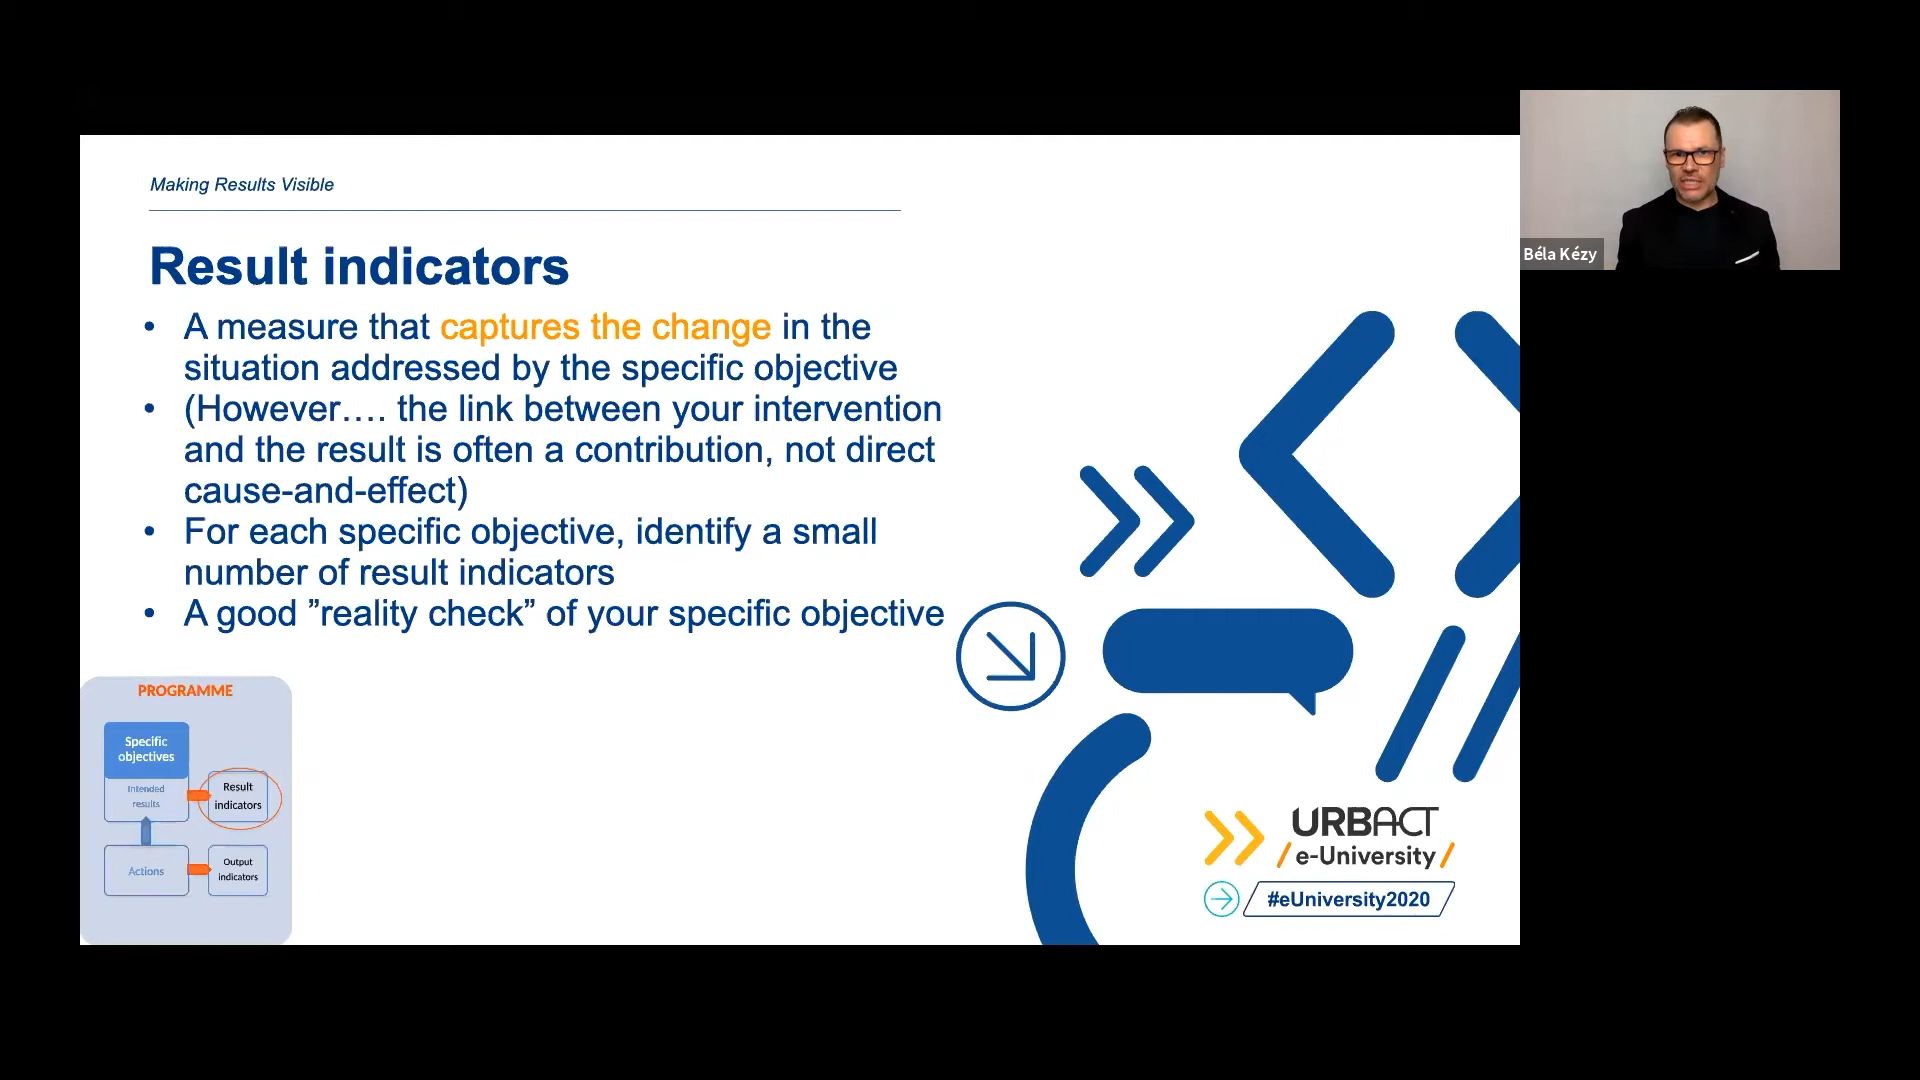 Making Results Visible
Result indicators
• A measure that captures the change in the
situation addressed by the specific objective
• (However…. the link between your intervention
and the result is often a contribution, not direct
cause-and-effect)
• For each specific objective, identify a small
number of result indicators
• A good ”reality check” of your specific objective
PROGRAMME
Specific
objectives
Intended
results
Result
indicators
Actions
Output
indicators
URBACT
/ e-University /
#eUniversity2020
Béla Kézy